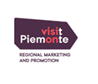 visit
Piemonte
REGIONAL MARKETING
AND PROMOTION